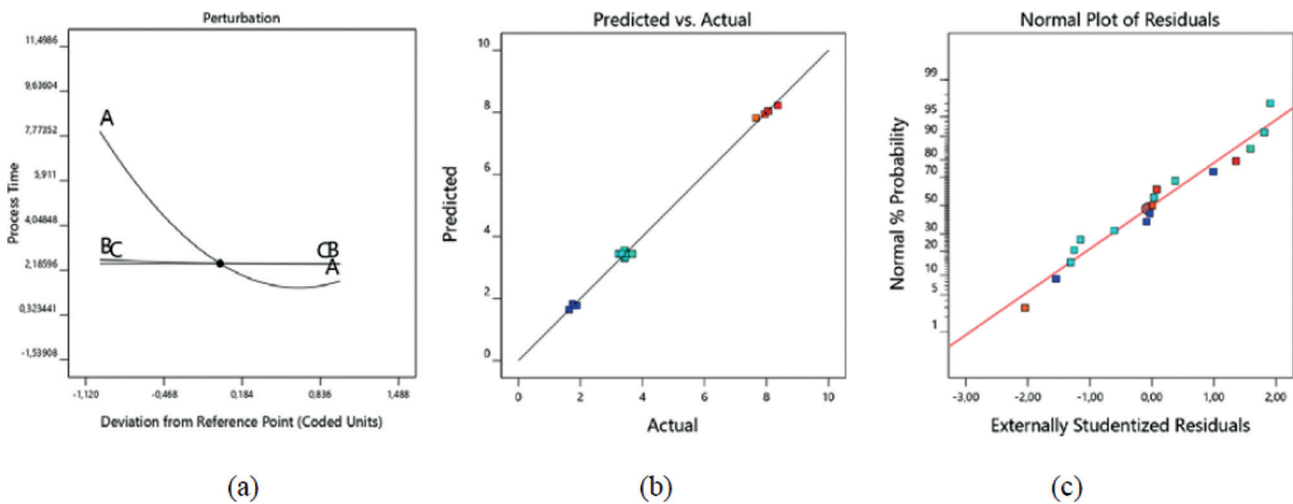 Perturbation
11,4986
9,63604
7,77352
5,911
4,04848
2,18596
0,323441
-1,53908
Process Time
A
B
C
C
B
A
-1,120
-0,468
0,184
0,836
1,488
Deviation from Reference Point (Coded Units)
(a)
Predicted vs. Actual
10
8
6
4
2
0
Predicted
0
2
4
6
8
10
Actual
(b)
Normal Plot of Residuals
99
95
90
80
70
50
30
20
10
5
1
Normal % Probability
-3,00
-2,00
-1,00
0,00
1,00
2,00
Externally Studentized Residuals
(c)